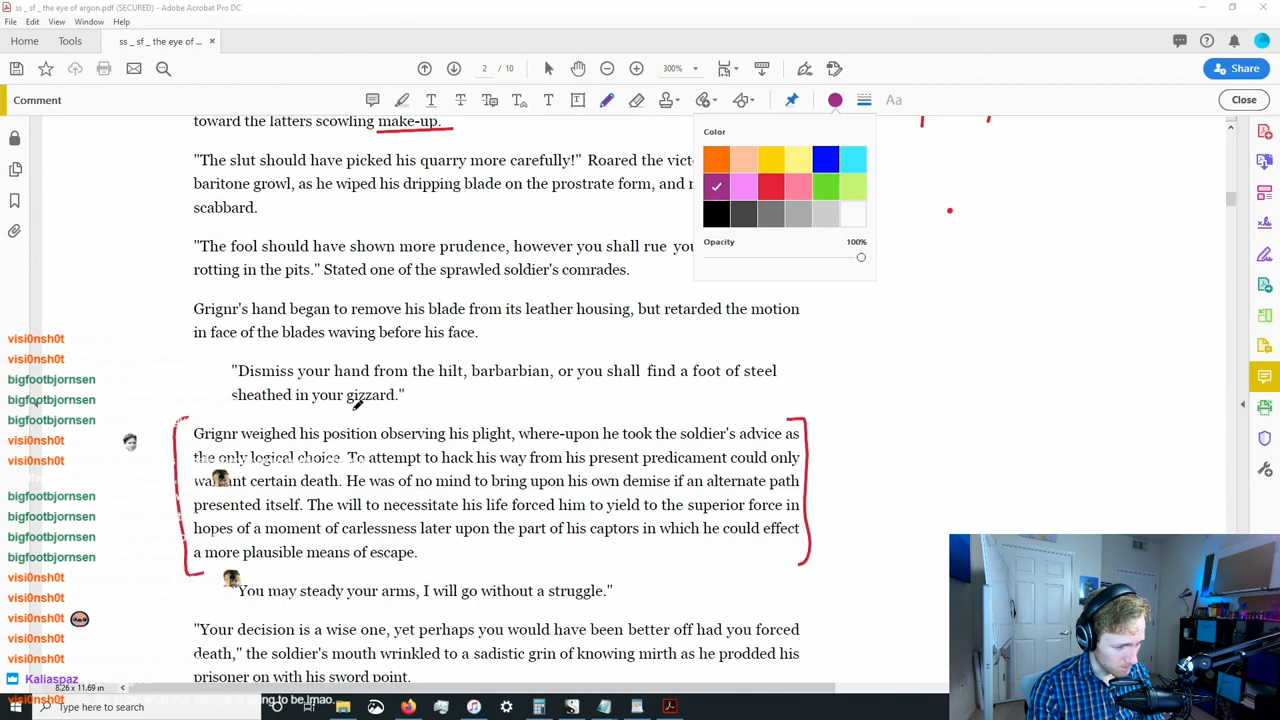 ss _ sf _ the eye of argon.pdf (SECURED) - Adobe Acrobat Pro DC
File Edit View Window Help
Home Tools ss _ sf _ the eye of ... ×
2 / 10 300% Share
Comment Aa Close
toward the latters scowling make-up.
Color
"The slut should have picked his quarry more carefully!" Roared the
baritone growl, as he wiped his dripping blade on the prostrate form, and
scabbard.
"The fool should have shown more prudence, however you shall rue
Opacity 100%
rotting in the pits." Stated one of the sprawled soldier's comrades.
Grignr's hand began to remove his blade from its leather housing, but retarded the motion
in face of the blades waving before his face.
visi0nsh0t
visi0nsh0t
"Dismiss your hand from the hilt, barbarbian, or you shall find a foot of steel
bigfootbjornsen
sheathed in your gizzard."
bigfootbjornsen
bigfootbjornsen
Grignr weighed his position observing his plight, where-upon he took the soldier's advice as
visi0nsh0t
the only logical choice. To attempt to hack his way from his present predicament could only
visi0nsh0t
certain death. He was of no mind to bring upon his own demise if an alternate path
bigfootbjornsen
presented itself. The will to necessitate his life forced him to yield to the superior force in
bigfootbjornsen
hopes of a moment of carlessness later upon the part of his captors in which he could effect
bigfootbjornsen
a more plausible means of escape.
bigfootbjornsen
visi0nsh0t
"You may steady your arms, I will go without a struggle."
visi0nsh0t
visi0nsh0t
"Your decision is a wise one, yet perhaps you would have been better off had you forced
visi0nsh0t
death," the soldier's mouth wrinkled to a sadistic grin of knowing mirth as he prodded his
visi0nsh0t
prisoner on with his sword point.
Kaliaspaz
8.26 x 11.69 in
visi0nsh0t going to be lmao.
Type here to search